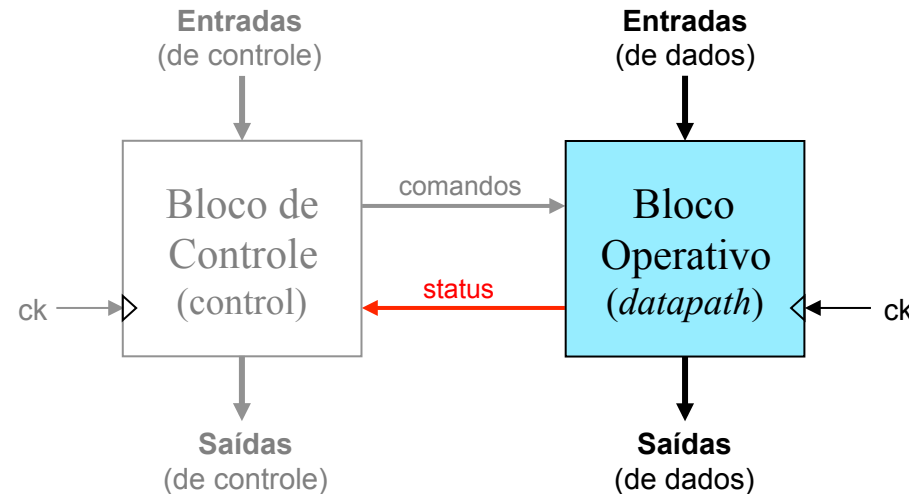 Entradas
(de controle)
Entradas
(de dados)
Bloco de
Controle
(control)
comandos
status
Bloco
Operativo
(datapath)
ck
ck
Saídas
(de controle)
Saídas
(de dados)